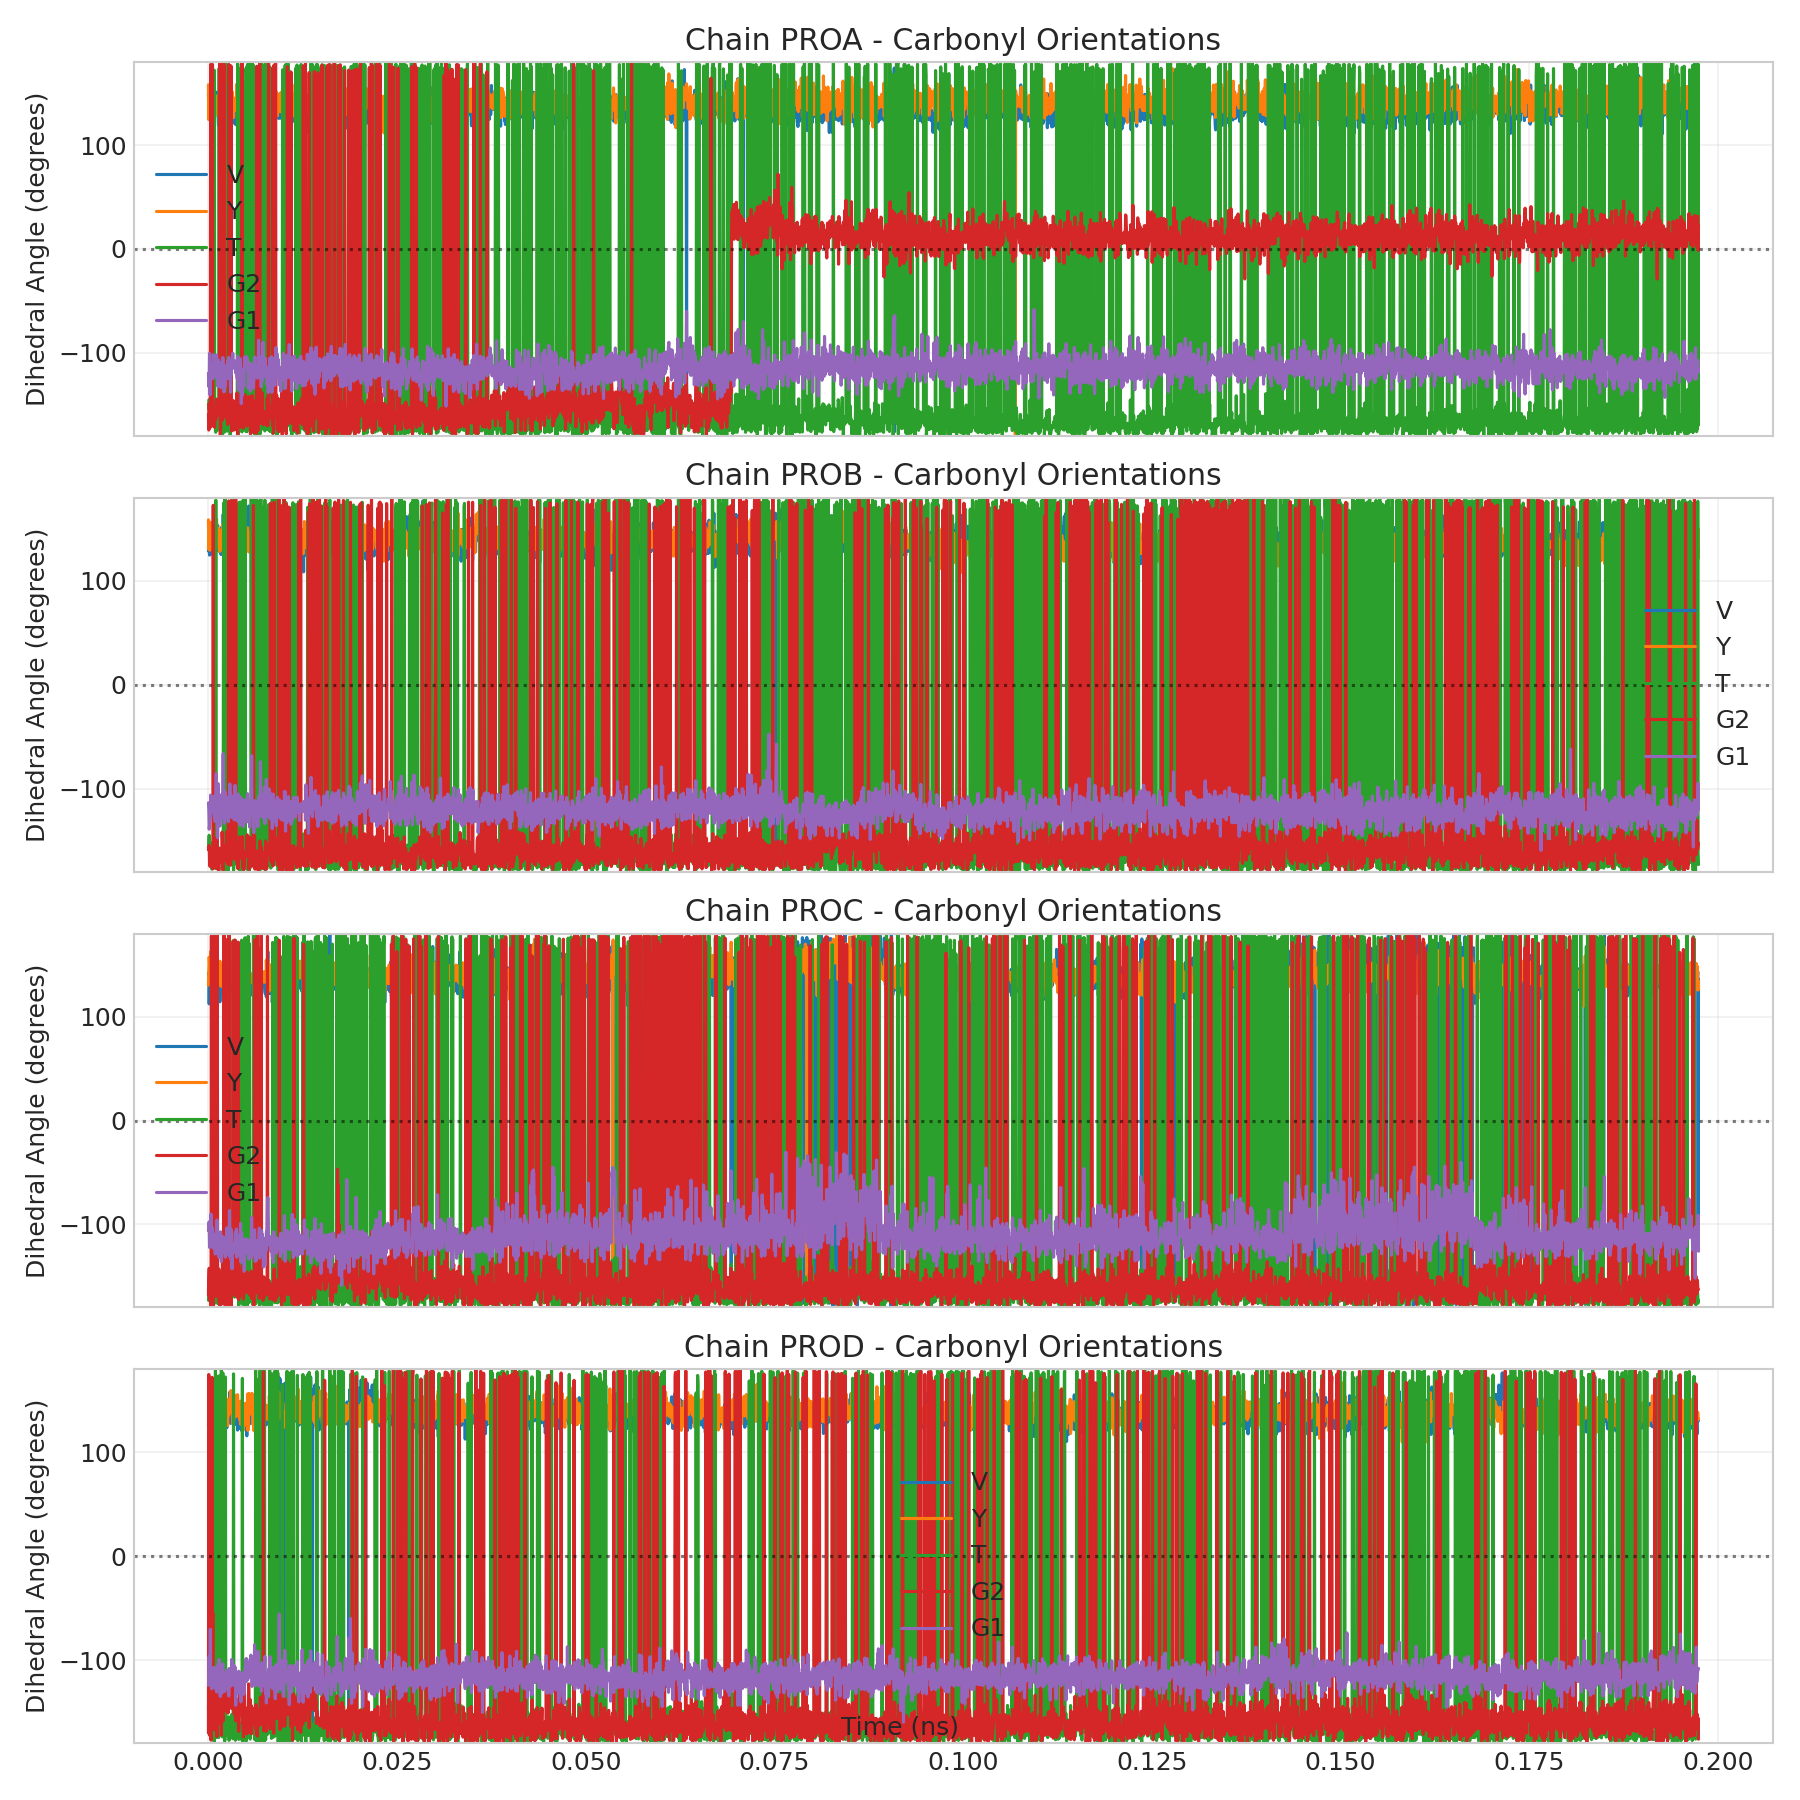 Chain PROA - Carbonyl Orientations
Dihedral Angle (degrees)
100
0
−100
V
Y
T
G2
G1
Chain PROB - Carbonyl Orientations
Dihedral Angle (degrees)
100
0
−100
V
Y
T
G2
G1
Chain PROC - Carbonyl Orientations
Dihedral Angle (degrees)
100
0
−100
V
Y
T
G2
G1
Chain PROD - Carbonyl Orientations
Dihedral Angle (degrees)
100
0
−100
V
Y
T
G2
G1
Time (ns)
0.000 0.025 0.050 0.075 0.100 0.125 0.150 0.175 0.200